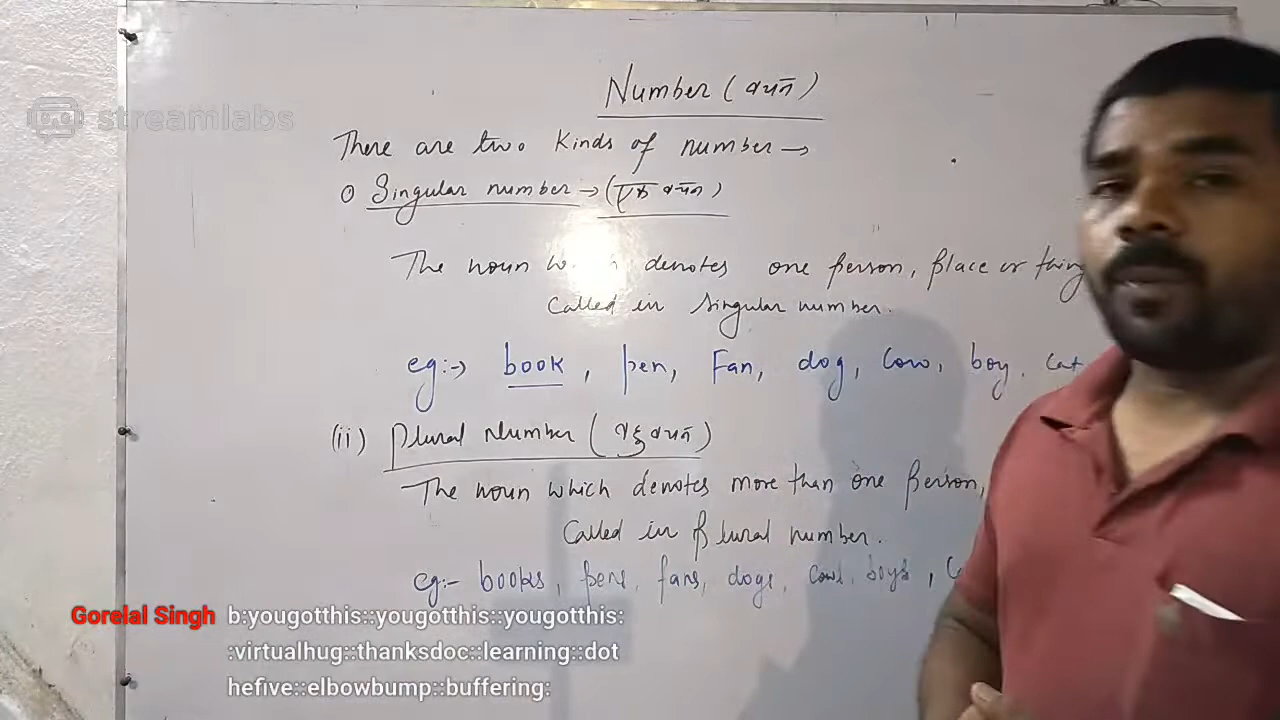 streamlabs
Number (वचन)
There are two kinds of number →
Singular number → (एक वचन)
The noun denotes one person, place or thing
Called in singular number.
eg:→ book, pen, Fan, dog, Cow, boy, cat
(ii) Plural Number (बहुवचन)
The noun which denotes more than one person,
Called in plural number.
eg:- books, pens, fans, dogs, cows, boys,
Gorelal Singh b:yougotthis::yougotthis::yougotthis:
:virtualhug::thanksdoc::learning::dot
hefive::elbowbump::buffering: